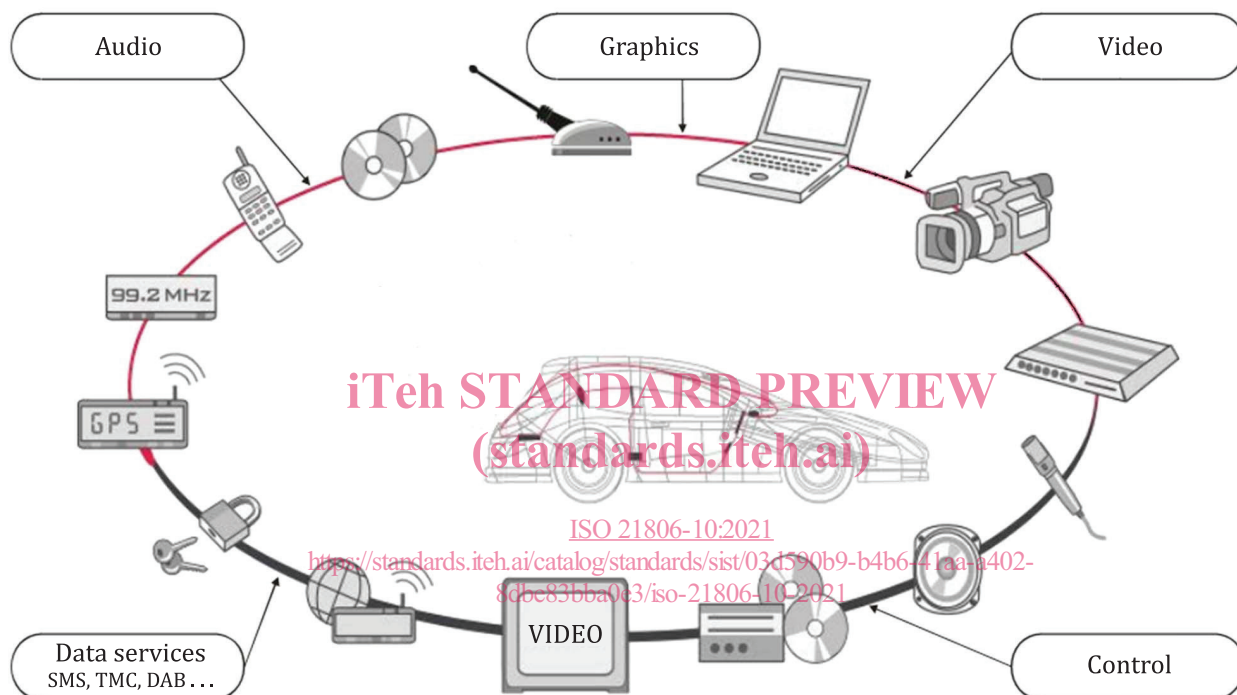 Audio
Graphics
Video
99.2 MHz
GPS
iTeh STANDARD PREVIEW
(standards.iteh.ai)
ISO 21806-10:2021
https://standards.iteh.ai/catalog/standards/sist/03d590b9-b4b6-41aa-a402-
8dbe83bba0e3/iso-21806-10-2021
VIDEO
Data services
SMS, TMC, DAB . . .
Control